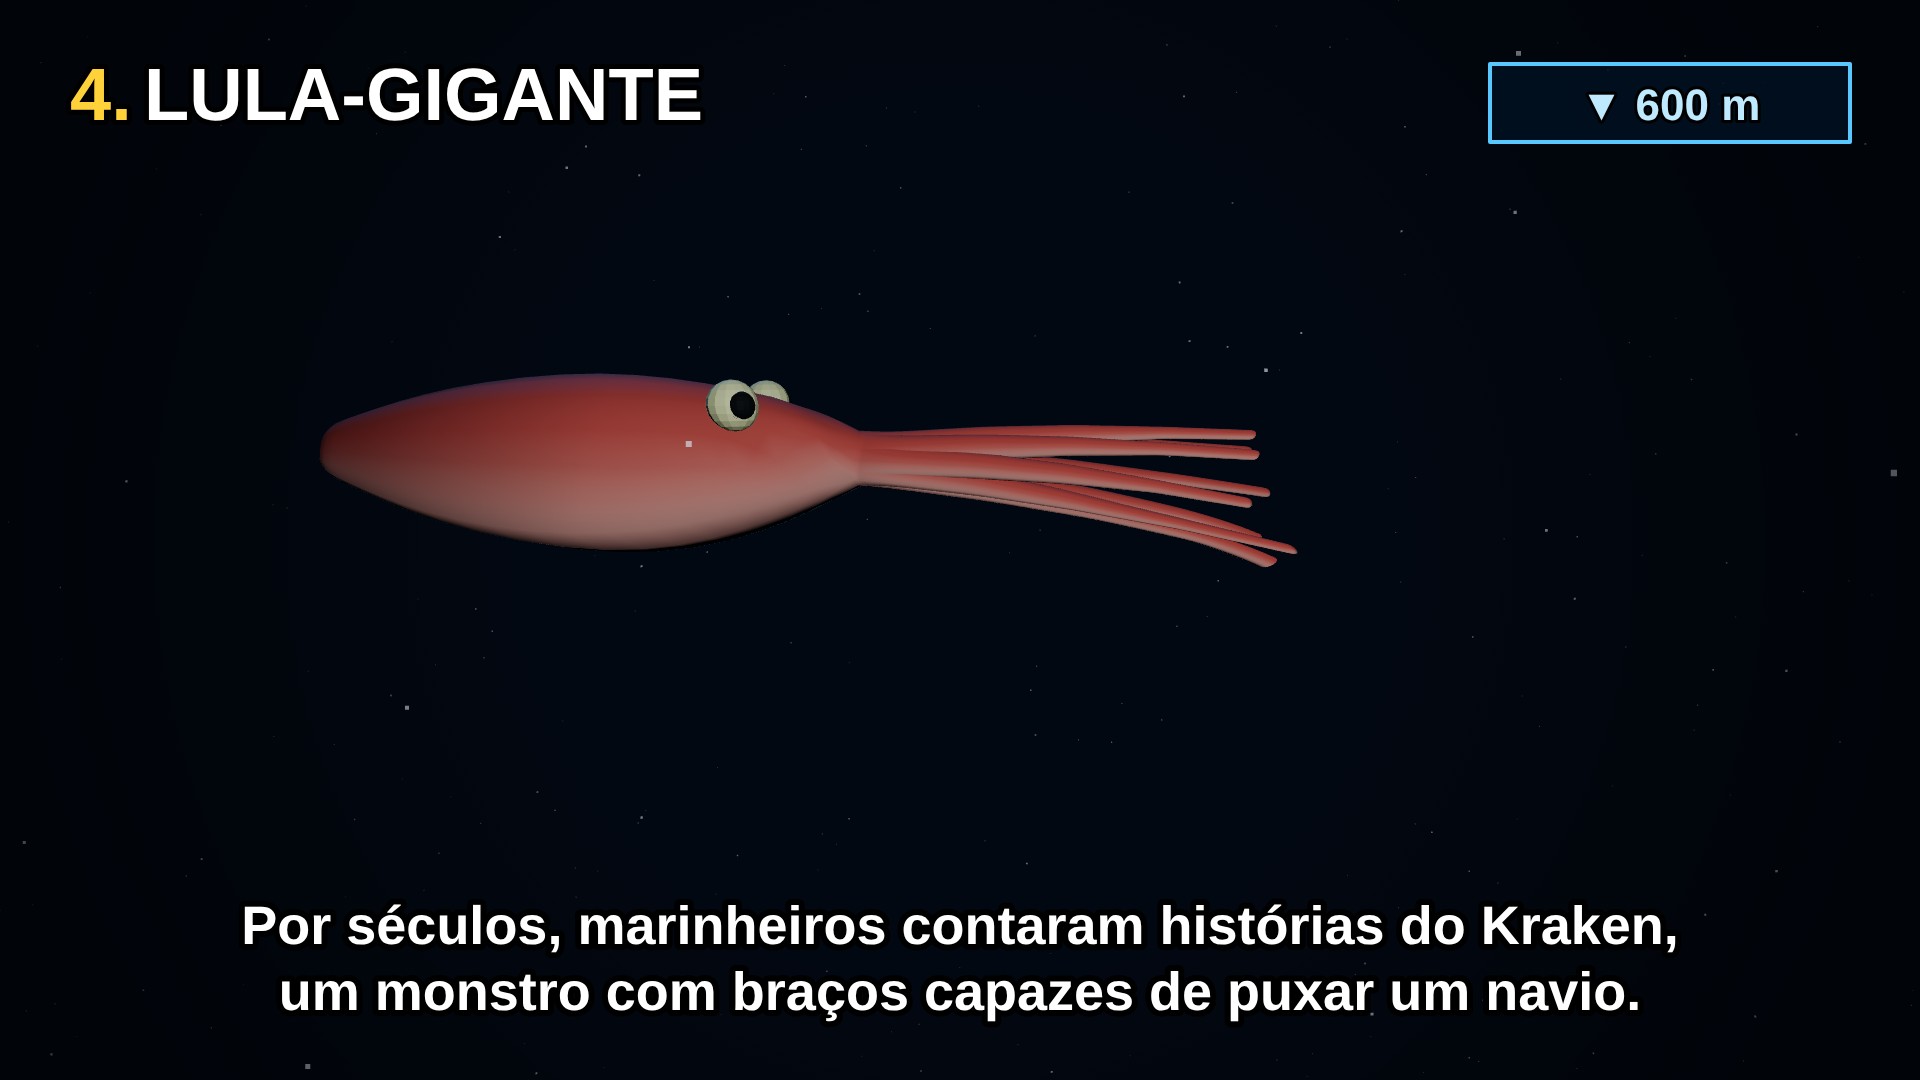 4. LULA-GIGANTE
▼ 600 m
Por séculos, marinheiros contaram histórias do Kraken,
um monstro com braços capazes de puxar um navio.